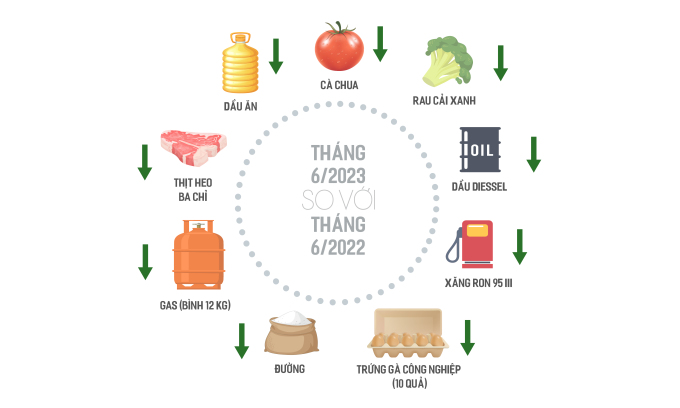 DẦU ĂN
CÀ CHUA
RAU CẢI XANH
THỊT HEO
BA CHỈ
THÁNG
6/2023
SO VỚI
THÁNG
6/2022
OIL
DẦU DIESSEL
GAS (BÌNH 12 KG)
XĂNG RON 95 III
ĐƯỜNG
TRỨNG GÀ CÔNG NGHIỆP
(10 QUẢ)